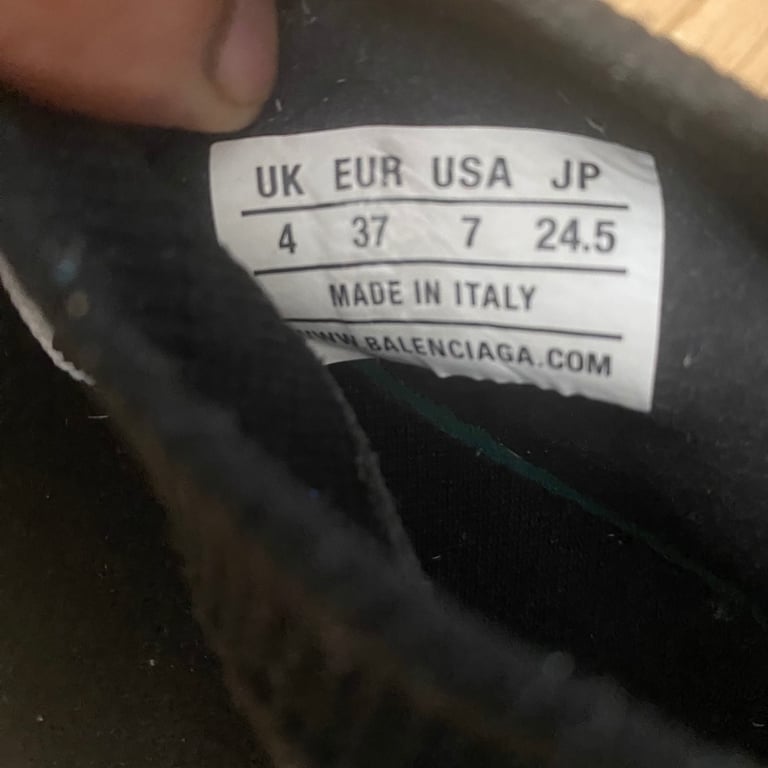 UK EUR USA JP
4 37 7 24.5
MADE IN ITALY
WWW.BALENCIAGA.COM